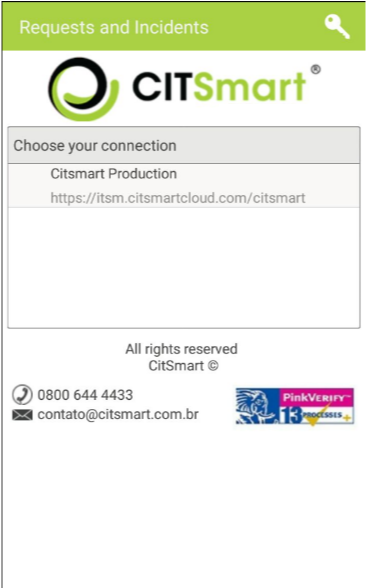 Requests and Incidents
CITSmart®
Choose your connection
Citsmart Production
https://itsm.citsmartcloud.com/citsmart
All rights reserved
CitSmart ©
0800 644 4433
contato@citsmart.com.br
PINKVERIFY™
13 PROCESSES +